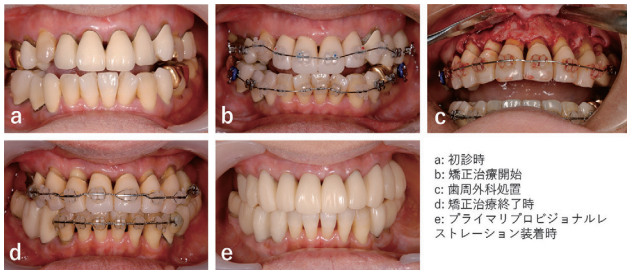 a
b
c
d
e
a: 初診時
b: 矯正治療開始
c: 歯周外科処置
d: 矯正治療終了時
e: プライマリプロビジョナルレ
ストレーション装着時